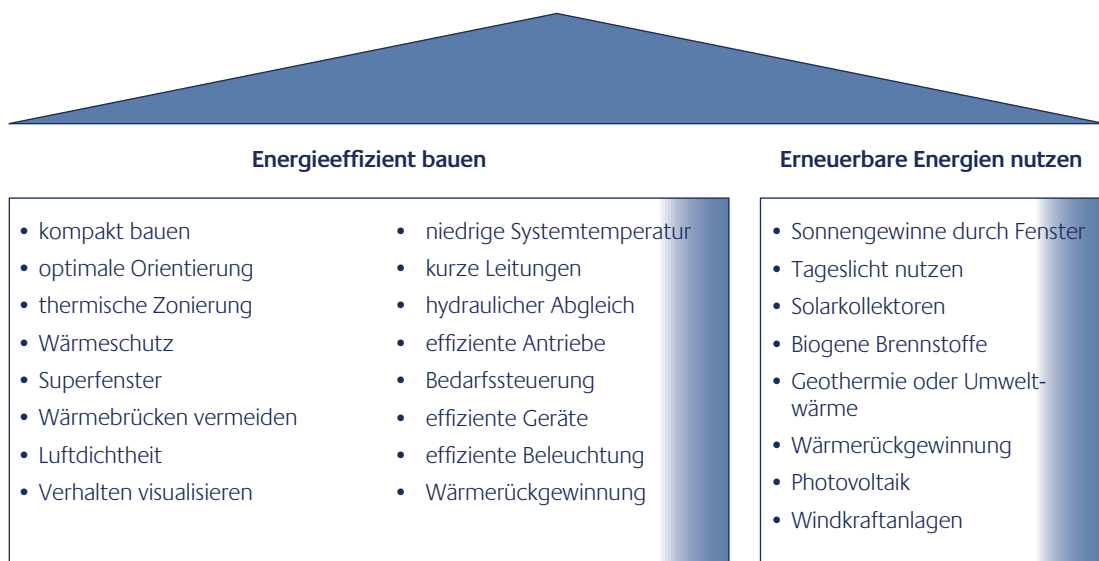 Energieeffizient bauen
• kompakt bauen
• optimale Orientierung
• thermische Zonierung
• Wärmeschutz
• Superfenster
• Wärmebrücken vermeiden
• Luftdichtheit
• Verhalten visualisieren
• niedrige Systemtemperatur
• kurze Leitungen
• hydraulicher Abgleich
• effiziente Antriebe
• Bedarfssteuerung
• effiziente Geräte
• effiziente Beleuchtung
• Wärmerückgewinnung
Erneuerbare Energien nutzen
• Sonnengewinne durch Fenster
• Tageslicht nutzen
• Solarkollektoren
• Biogene Brennstoffe
• Geothermie oder Umwelt-
wärme
• Wärmerückgewinnung
• Photovoltaik
• Windkraftanlagen